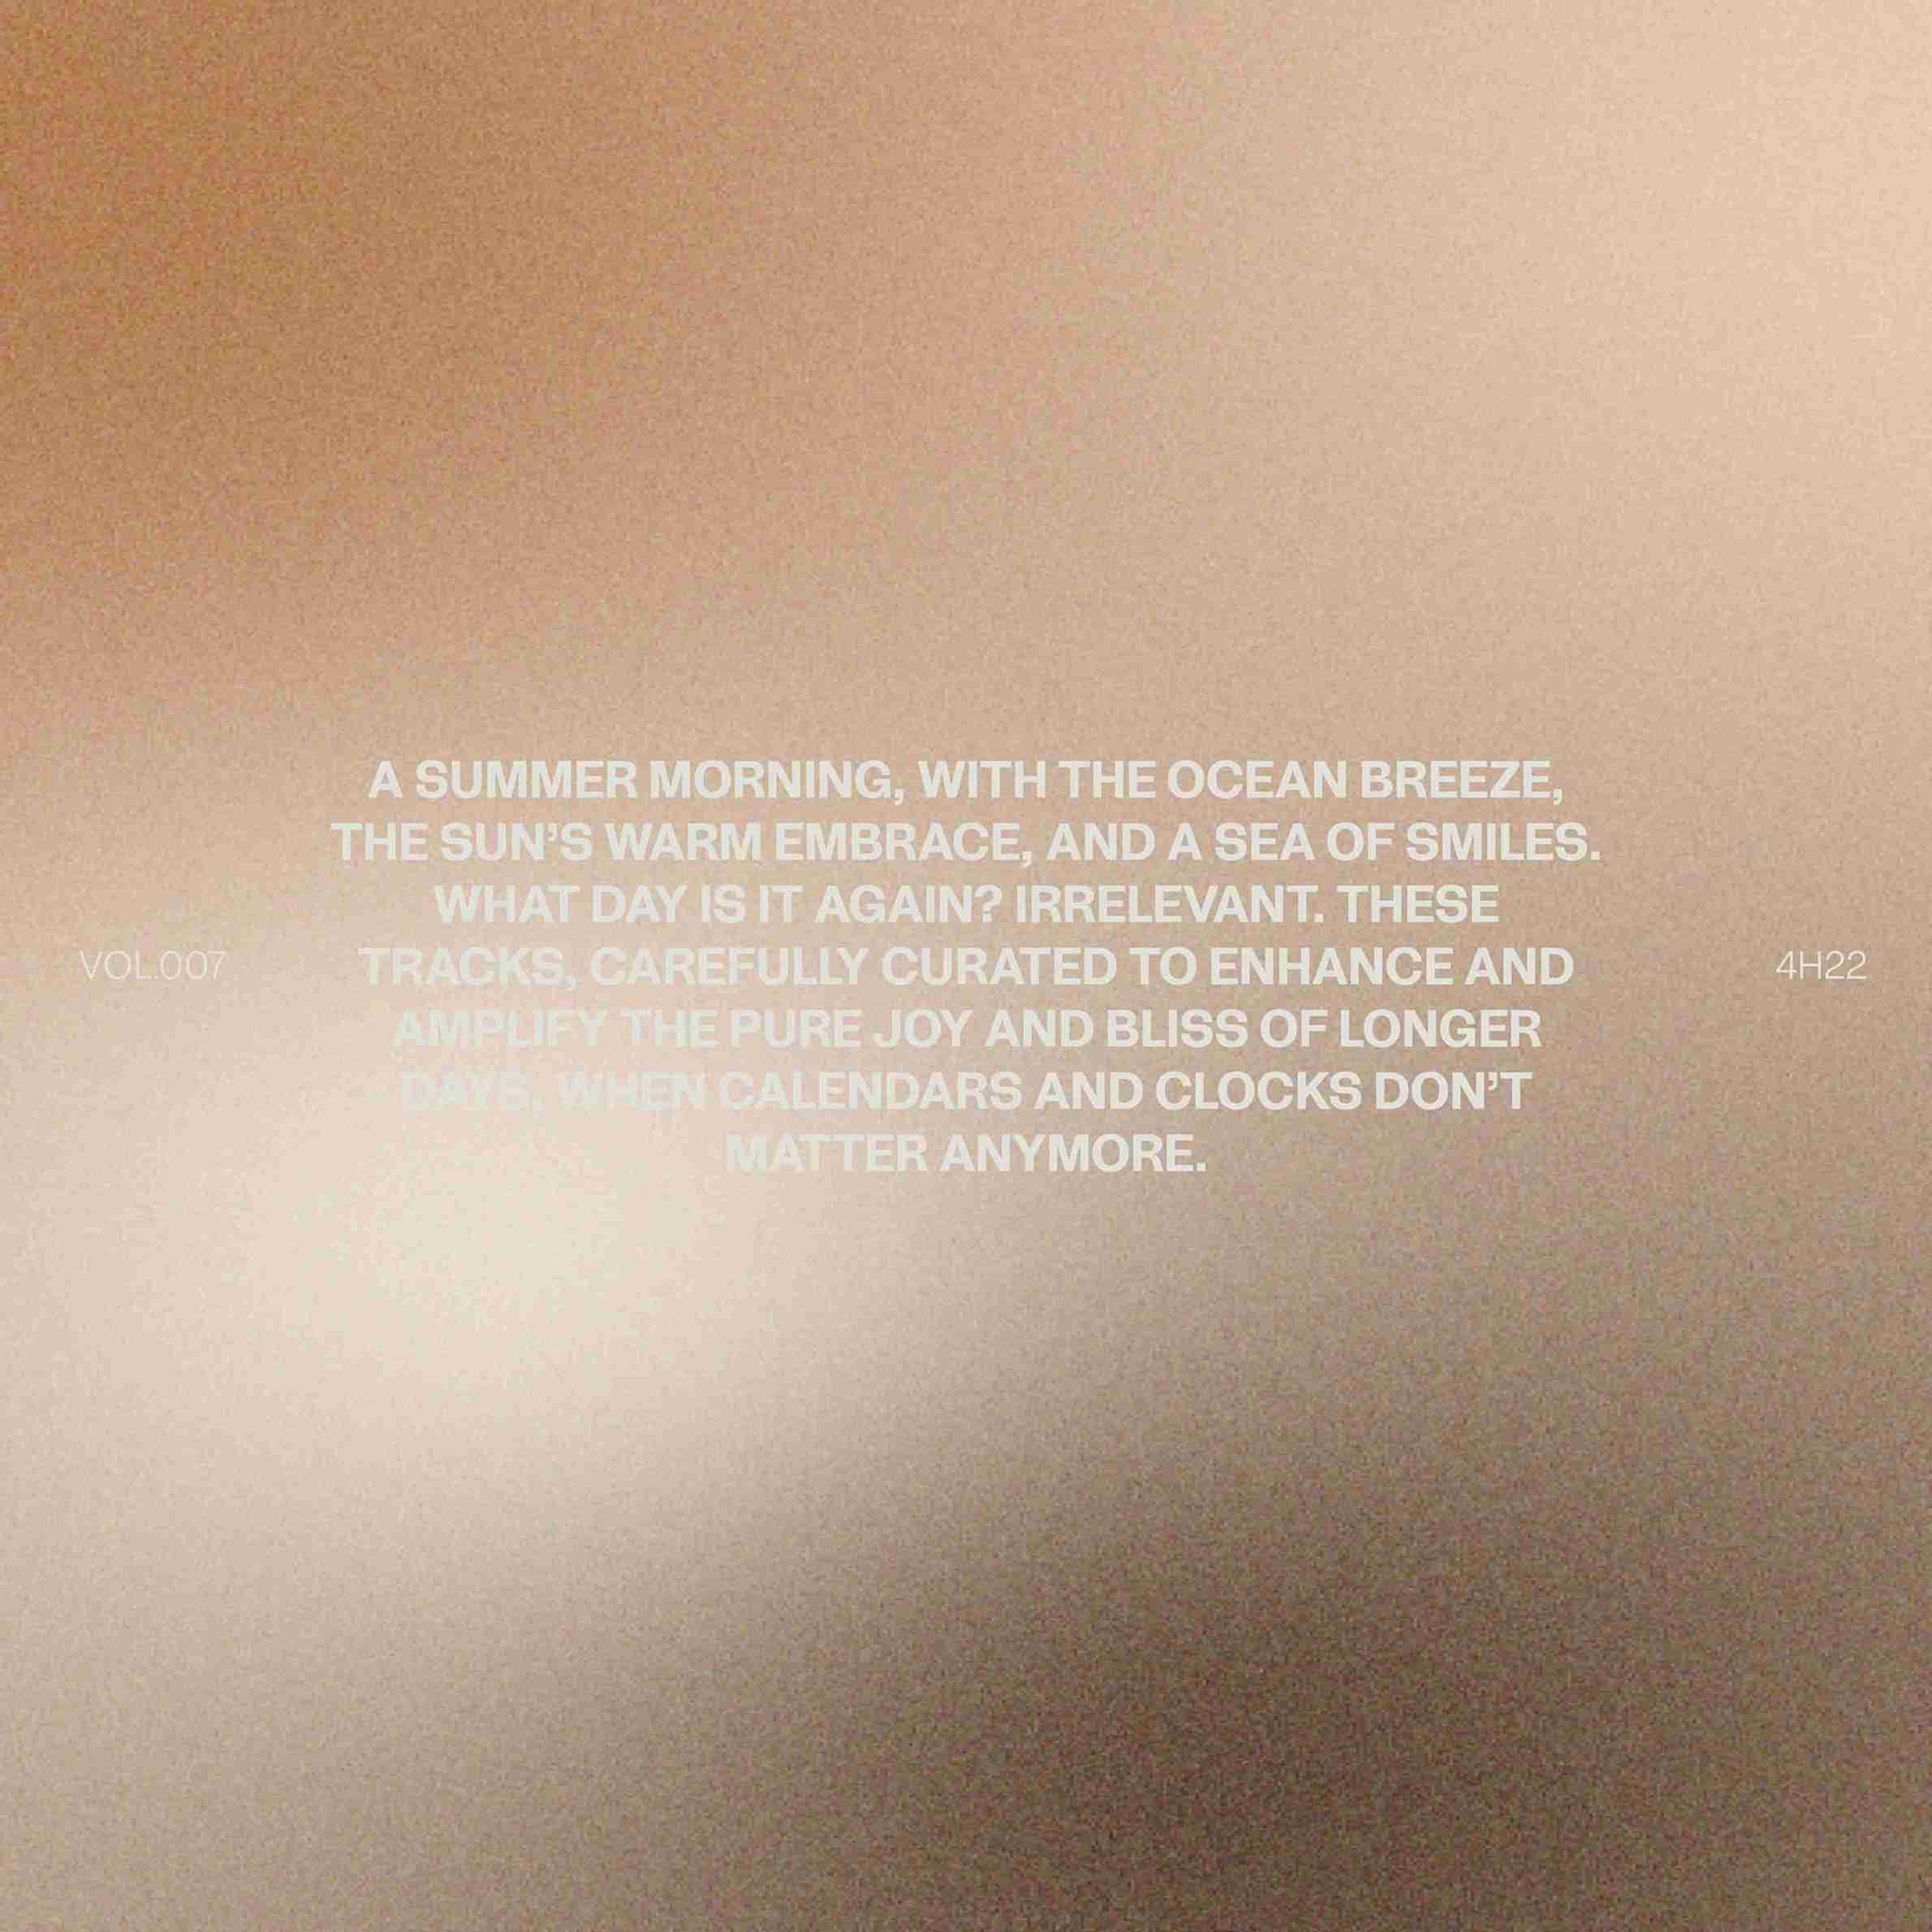 A SUMMER MORNING, WITH THE OCEAN BREEZE,
THE SUN’S WARM EMBRACE, AND A SEA OF SMILES.
WHAT DAY IS IT AGAIN? IRRELEVANT. THESE
VOL.007
TRACKS, CAREFULLY CURATED TO ENHANCE AND
4H22
AMPLIFY THE PURE JOY AND BLISS OF LONGER
DAYS, WHEN CALENDARS AND CLOCKS DON’T
MATTER ANYMORE.